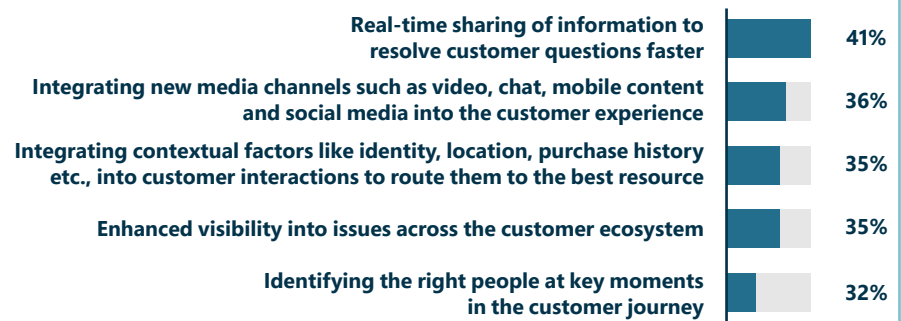 Real-time sharing of information to
resolve customer questions faster
41%
Integrating new media channels such as video, chat, mobile content
and social media into the customer experience
36%
Integrating contextual factors like identity, location, purchase history
etc., into customer interactions to route them to the best resource
35%
Enhanced visibility into issues across the customer ecosystem
35%
Identifying the right people at key moments
in the customer journey
32%